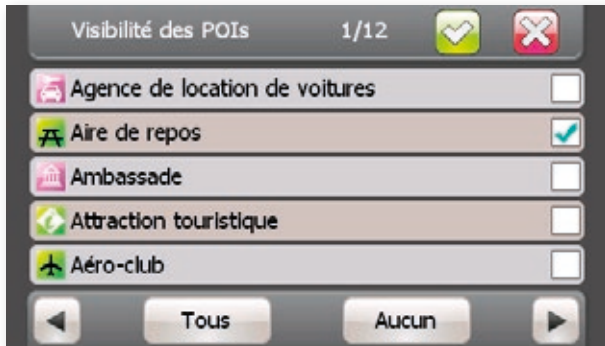 Visibilité des POIs 1/12
Agence de location de voitures
Aire de repos
Ambassade
Attraction touristique
Aéro-club
Tous Aucun